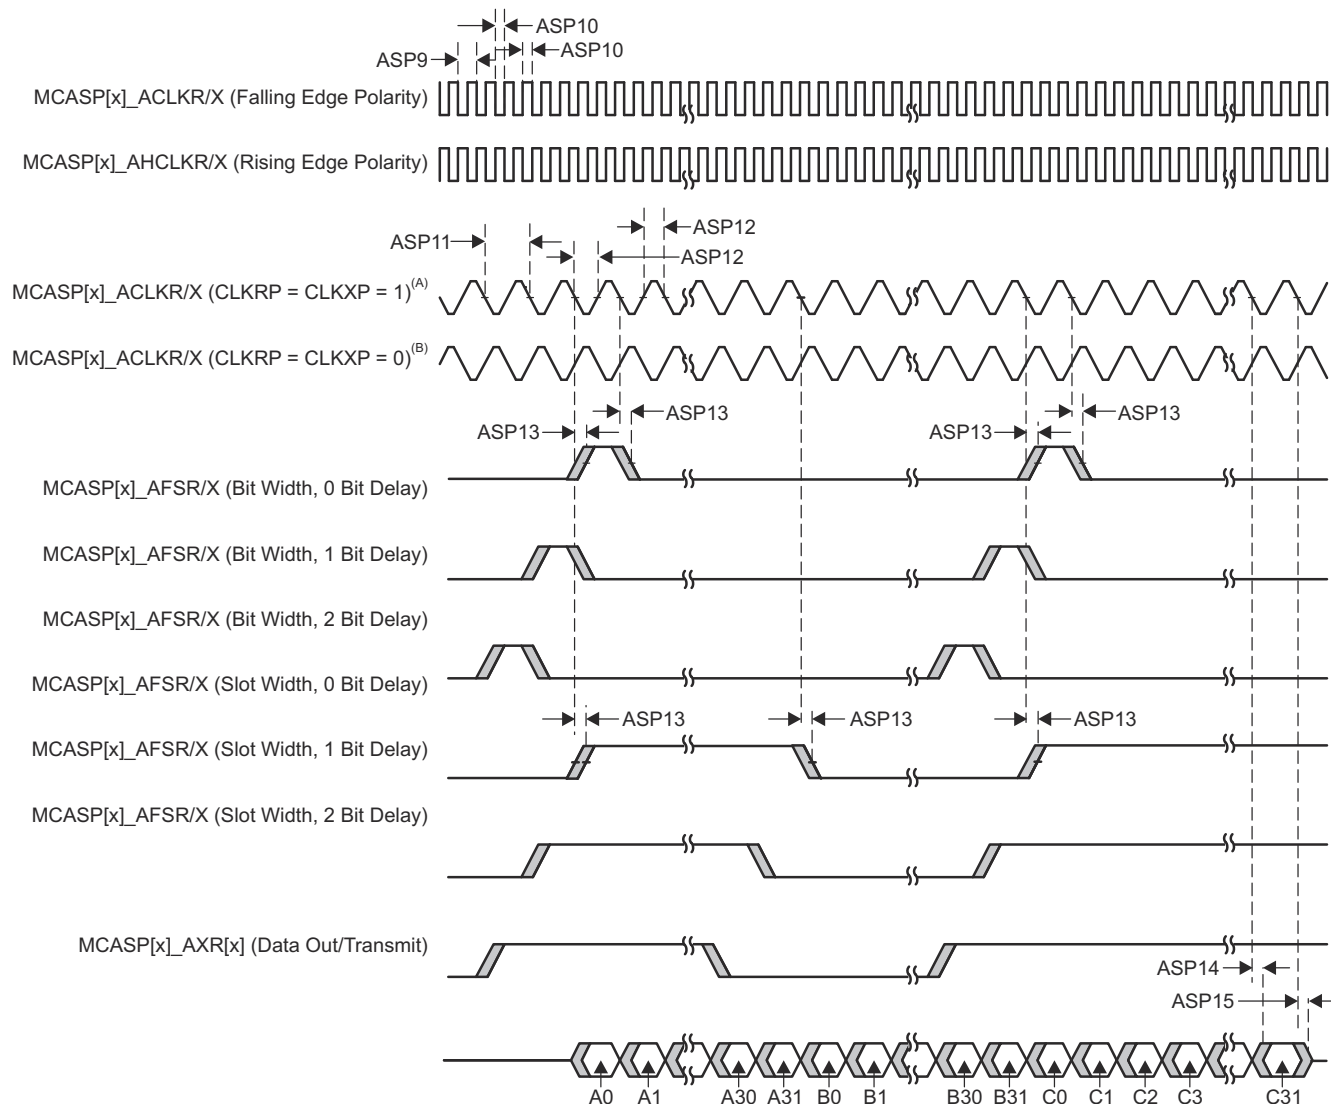 ASP10
ASP10
ASP9
MCASP[x]_ACLKR/X (Falling Edge Polarity)
MCASP[x]_AHCLKR/X (Rising Edge Polarity)
ASP12
ASP11
ASP12
MCASP[x]_ACLKR/X (CLKRP = CLKXP = 1)(A)
MCASP[x]_ACLKR/X (CLKRP = CLKXP = 0)(B)
ASP13 ASP13
ASP13 ASP13
MCASP[x]_AFSR/X (Bit Width, 0 Bit Delay)
MCASP[x]_AFSR/X (Bit Width, 1 Bit Delay)
MCASP[x]_AFSR/X (Bit Width, 2 Bit Delay)
MCASP[x]_AFSR/X (Slot Width, 0 Bit Delay)
ASP13 ASP13 ASP13
MCASP[x]_AFSR/X (Slot Width, 1 Bit Delay)
MCASP[x]_AFSR/X (Slot Width, 2 Bit Delay)
MCASP[x]_AXR[x] (Data Out/Transmit)
ASP14
ASP15
A0 A1 A30 A31 B0 B1 B30 B31 C0 C1 C2 C3 C31